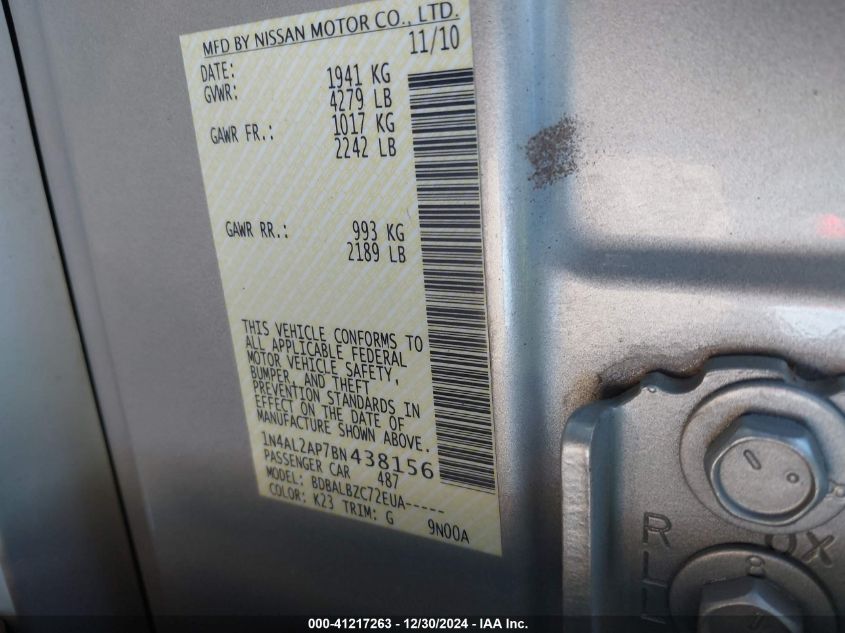 MFD BY NISSAN MOTOR CO., LTD.
DATE: 11/10
GVWR: 1941 KG
4279 LB
GAWR FR.: 1017 KG
2242 LB
GAWR RR.: 993 KG
2189 LB
THIS VEHICLE CONFORMS TO
ALL APPLICABLE FEDERAL
MOTOR VEHICLE SAFETY,
BUMPER, AND THEFT
PREVENTION STANDARDS IN
EFFECT ON THE DATE OF
MANUFACTURE SHOWN ABOVE.
1N4AL2AP7BN438156
PASSENGER CAR 487
MODEL: BDBALBZC72EUA-----
COLOR: K23 TRIM: G 9N00A
8
000-41217263 - 12/30/2024 - IAA Inc.